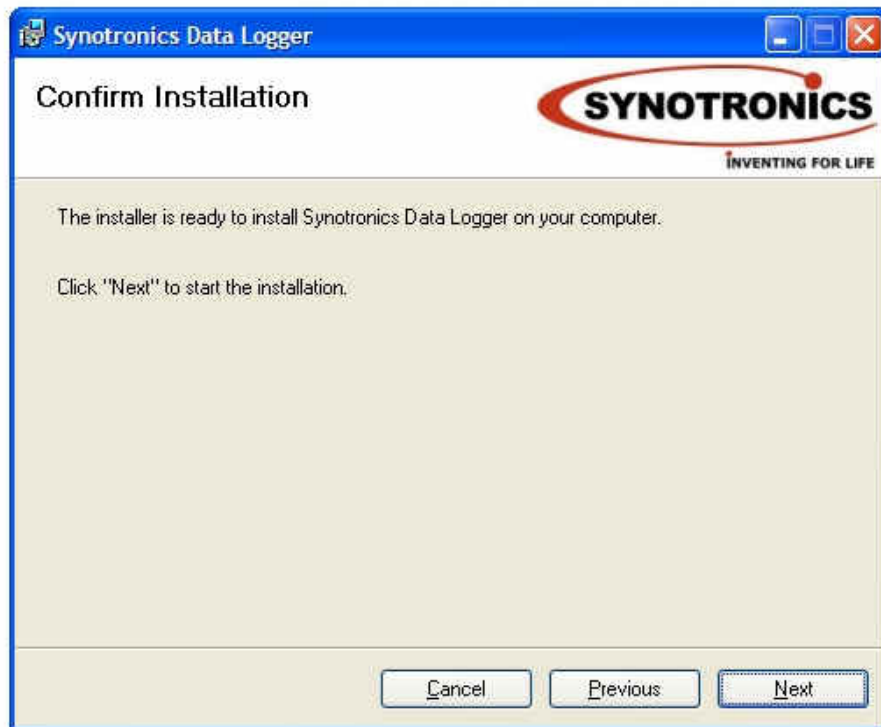 Synotronics Data Logger
Confirm Installation
SYNOTRONiCS
iNVENTING FOR LIFE
The installer is ready to install Synotronics Data Logger on your computer.
Click "Next" to start the installation.
Cancel
Previous
Next